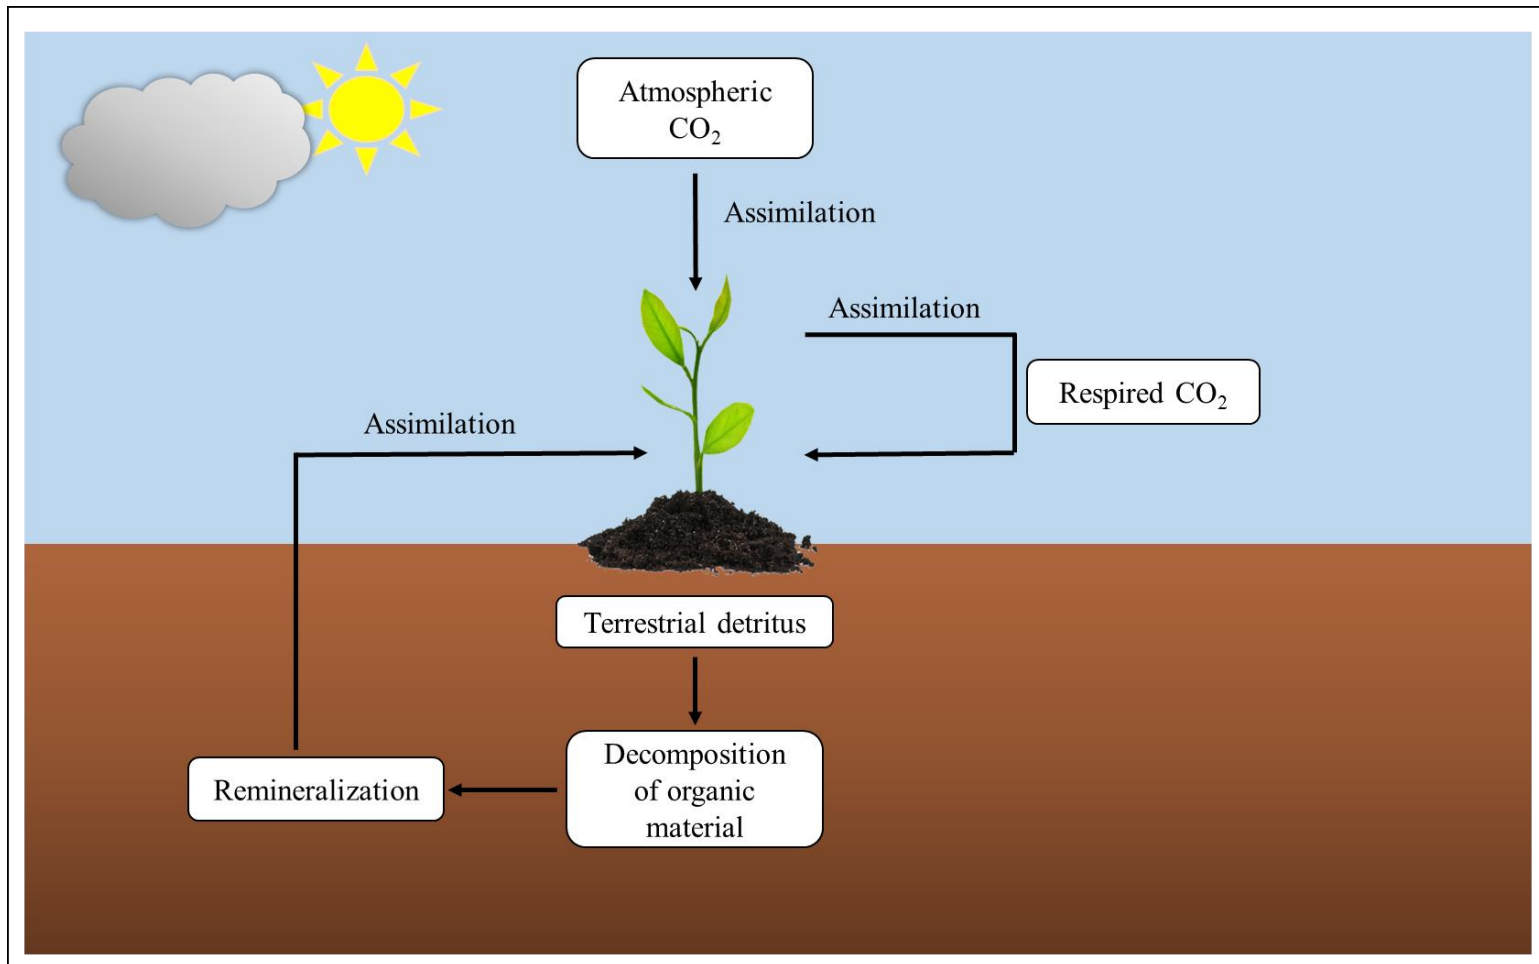 Atmospheric
CO₂
Assimilation
Assimilation
Respired CO₂
Assimilation
Terrestrial detritus
Decomposition
of organic
material
Remineralization